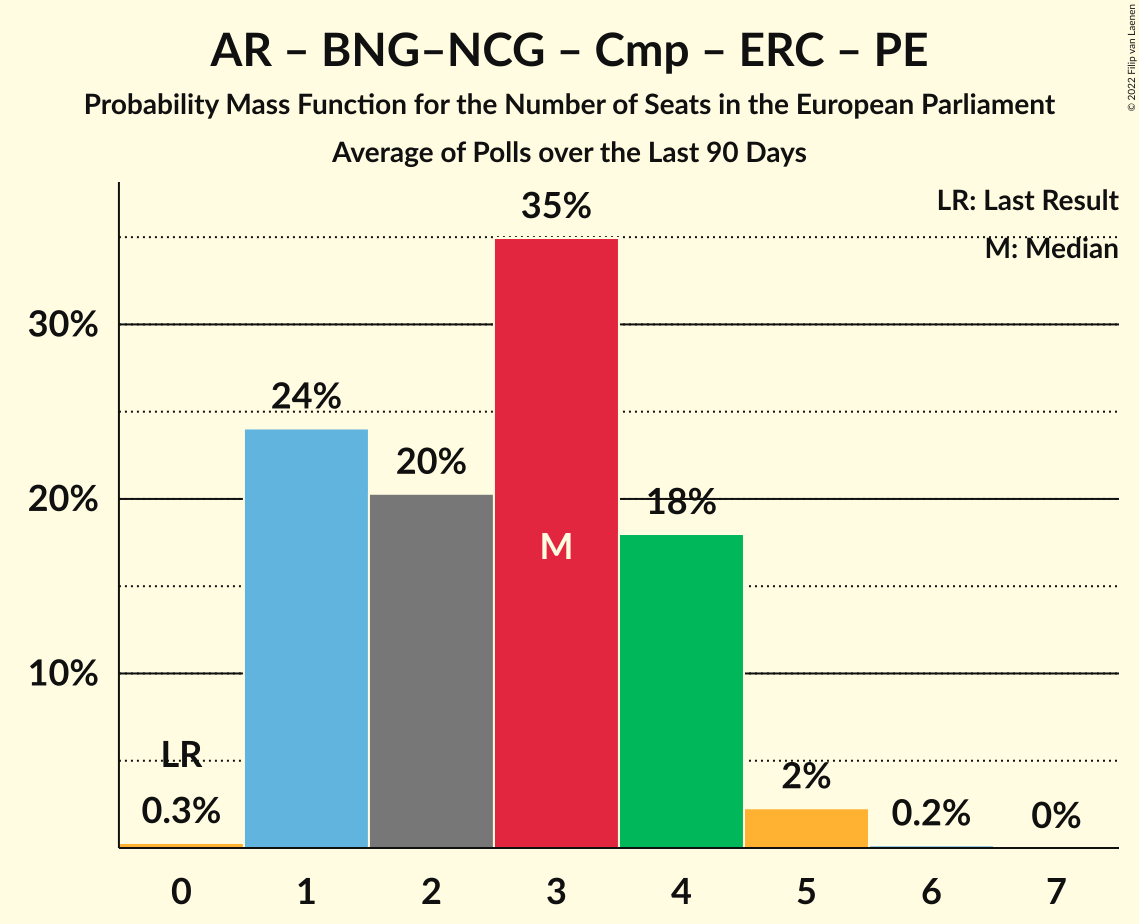 AR – BNG–NCG – Cmp – ERC – PE
Probability Mass Function for the Number of Seats in the European Parliament
Average of Polls over the Last 90 Days
© 2022 Filip van Laenen
LR: Last Result
M: Median
35%
30%
24%
20%
20%
18%
M
10%
LR
0.3%
2%
0.2%
0%
0 1 2 3 4 5 6 7